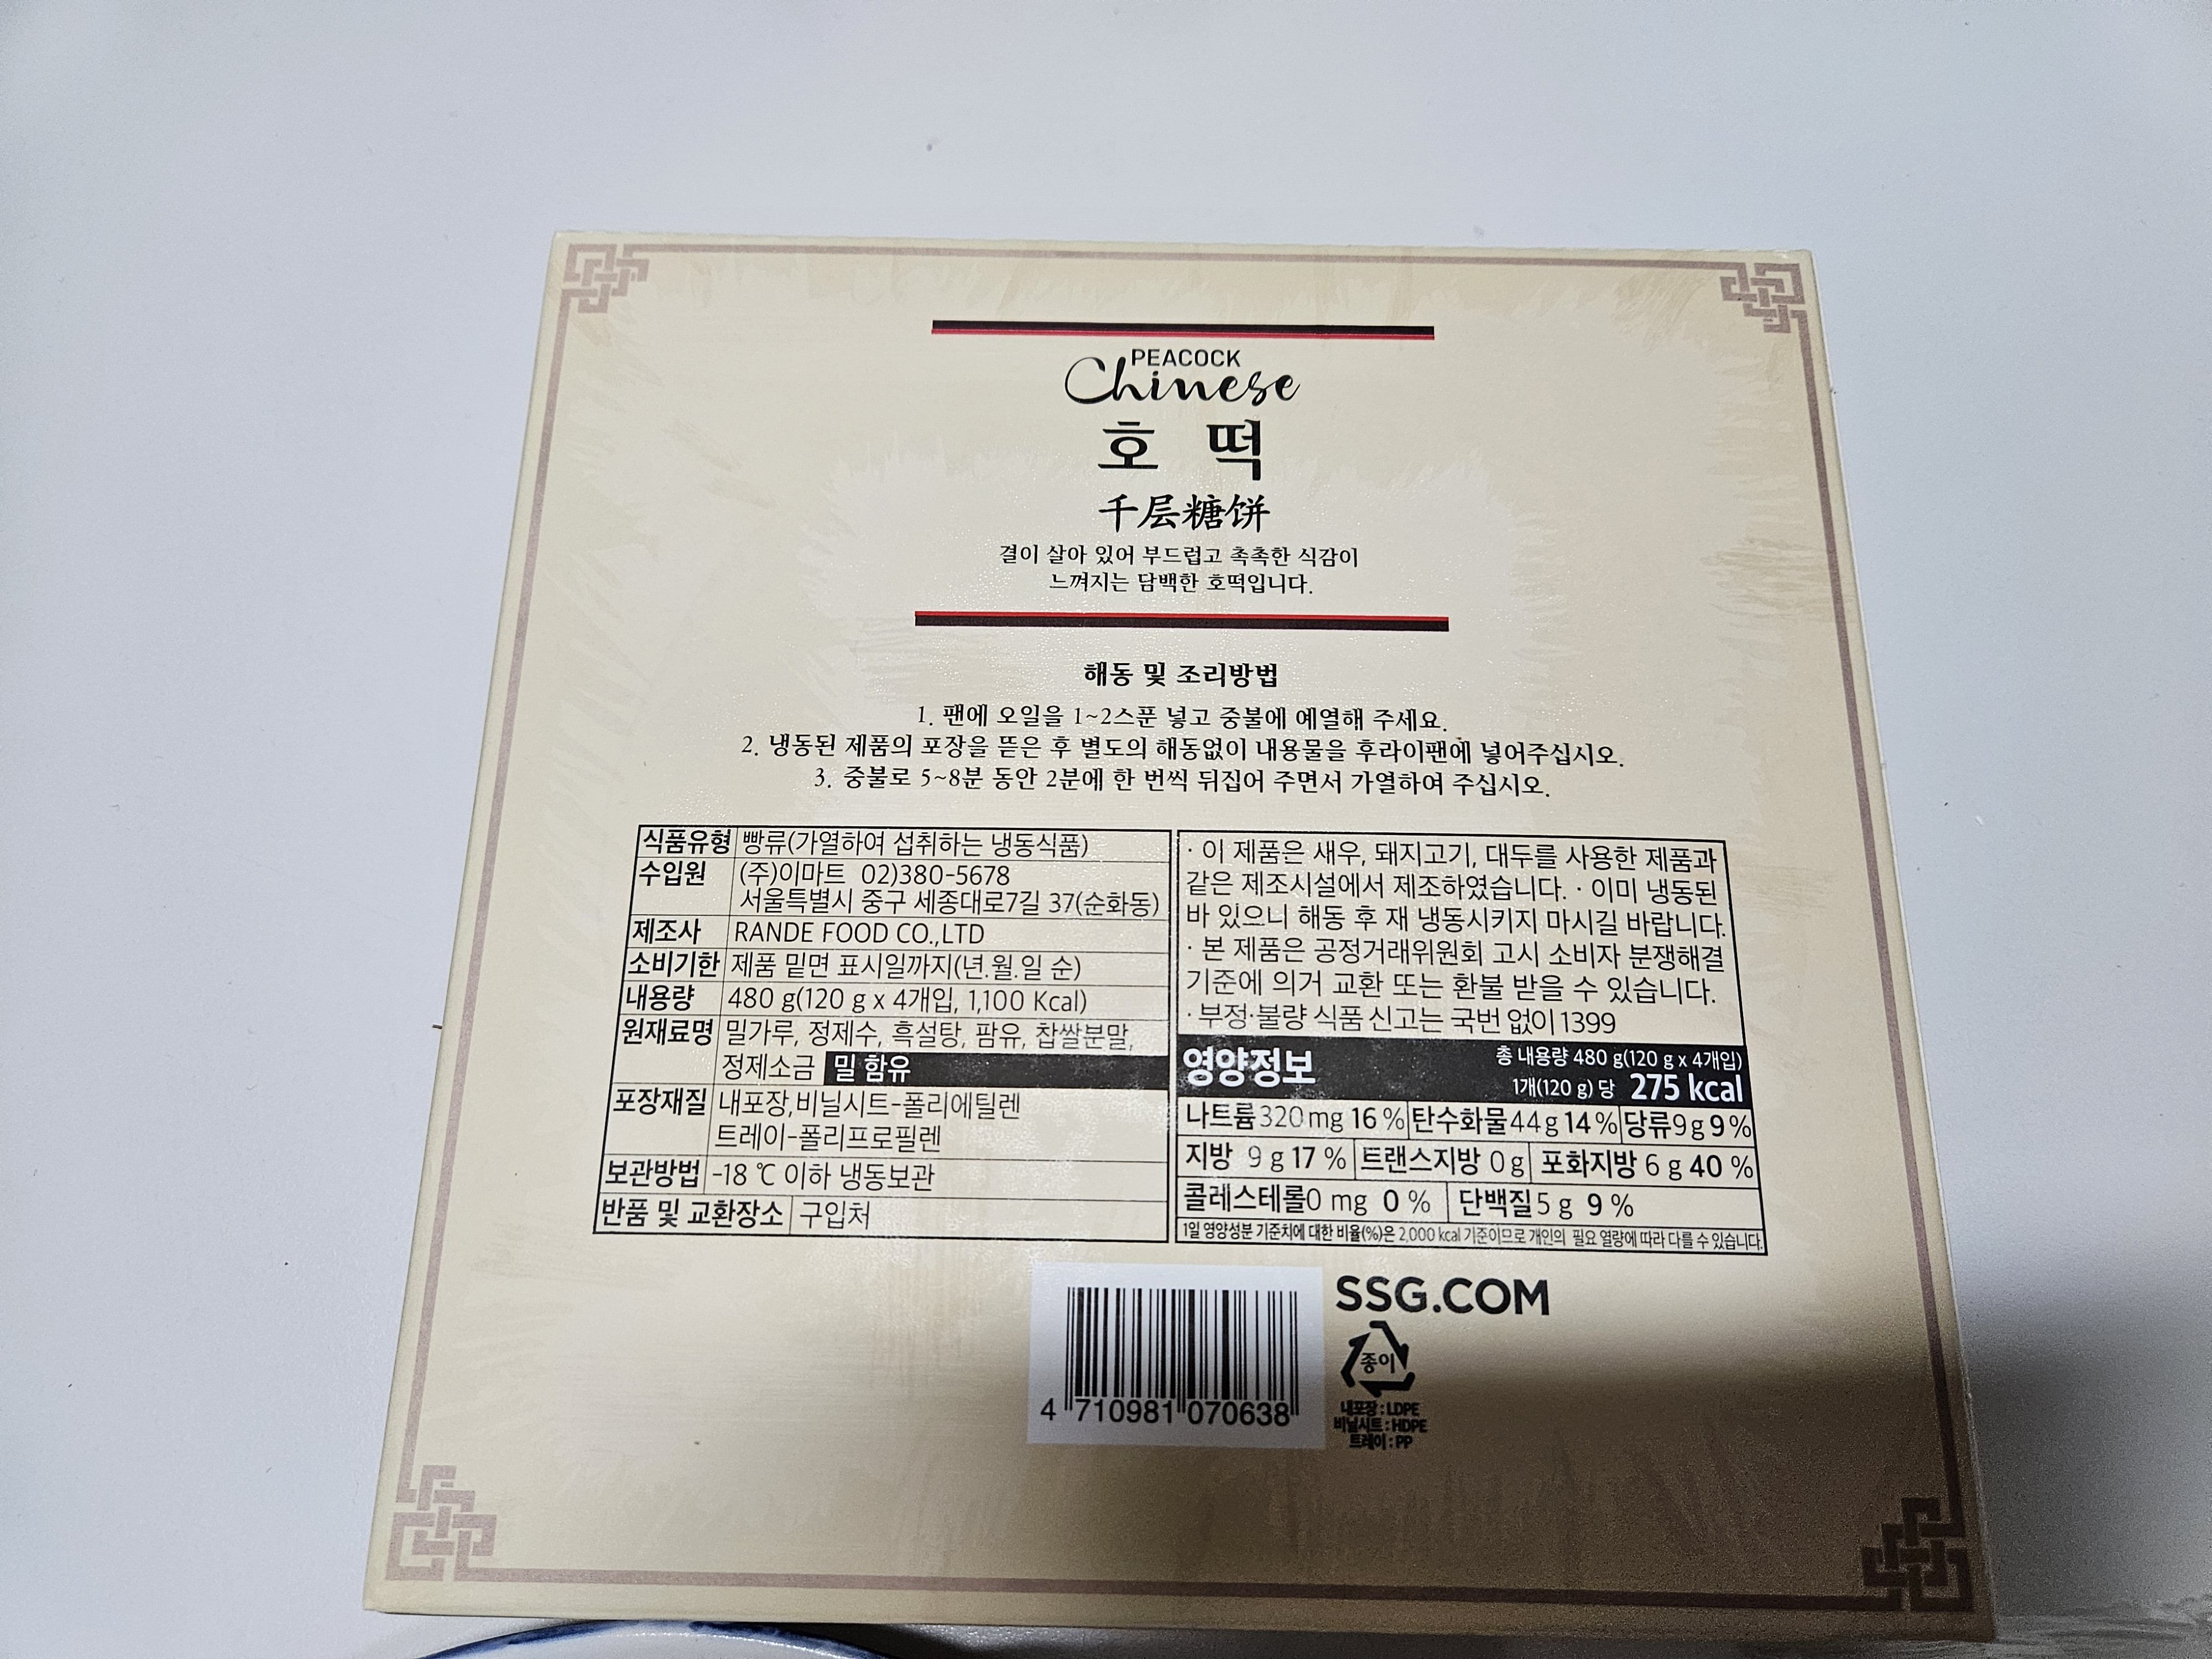 PEACOCK
Chinese
호 떡
千层糖饼
결이 살아 있어 부드럽고 촉촉한 식감이
느껴지는 담백한 호떡입니다.
해동 및 조리방법
1. 팬에 오일을 1~2스푼 넣고 중불에 예열해 주세요.
2. 냉동된 제품의 포장을 뜯은 후 별도의 해동없이 내용물을 후라이팬에 넣어주십시오.
3. 중불로 5~8분 동안 2분에 한 번씩 뒤집어 주면서 가열하여 주십시오.
식품유형 빵류(가열하여 섭취하는 냉동식품)
수입원 (주)이마트 02)380-5678
서울특별시 중구 세종대로7길 37(순화동)
제조사 RANDE FOOD CO.,LTD
소비기한 제품 밑면 표시일까지(년.월.일 순)
내용량 480 g(120 g x 4개입, 1,100 Kcal)
원재료명 밀가루, 정제수, 흑설탕, 팜유, 찹쌀분말,
정제소금 밀 함유
포장재질 내포장,비닐시트-폴리에틸렌
트레이-폴리프로필렌
보관방법 -18 ℃ 이하 냉동보관
반품 및 교환장소 구입처
· 이 제품은 새우, 돼지고기, 대두를 사용한 제품과
같은 제조시설에서 제조하였습니다. · 이미 냉동된
바 있으니 해동 후 재 냉동시키지 마시길 바랍니다.
· 본 제품은 공정거래위원회 고시 소비자 분쟁해결
기준에 의거 교환 또는 환불 받을 수 있습니다.
· 부정·불량 식품 신고는 국번 없이 1399
영양정보 총 내용량 480 g(120 g x 4개입)
1개(120 g) 당 275 kcal
나트륨 320 mg 16 % 탄수화물 44 g 14 % 당류 9 g 9 %
지방 9 g 17 % 트랜스지방 0 g 포화지방 6 g 40 %
콜레스테롤 0 mg 0 % 단백질 5 g 9 %
1일 영양성분 기준치에 대한 비율(%)은 2,000 kcal 기준이므로 개인의 필요 열량에 따라 다를 수 있습니다.
SSG.COM
종이
내포장 : LDPE
비닐시트 : HDPE
트레이 : PP
4 710981 070638